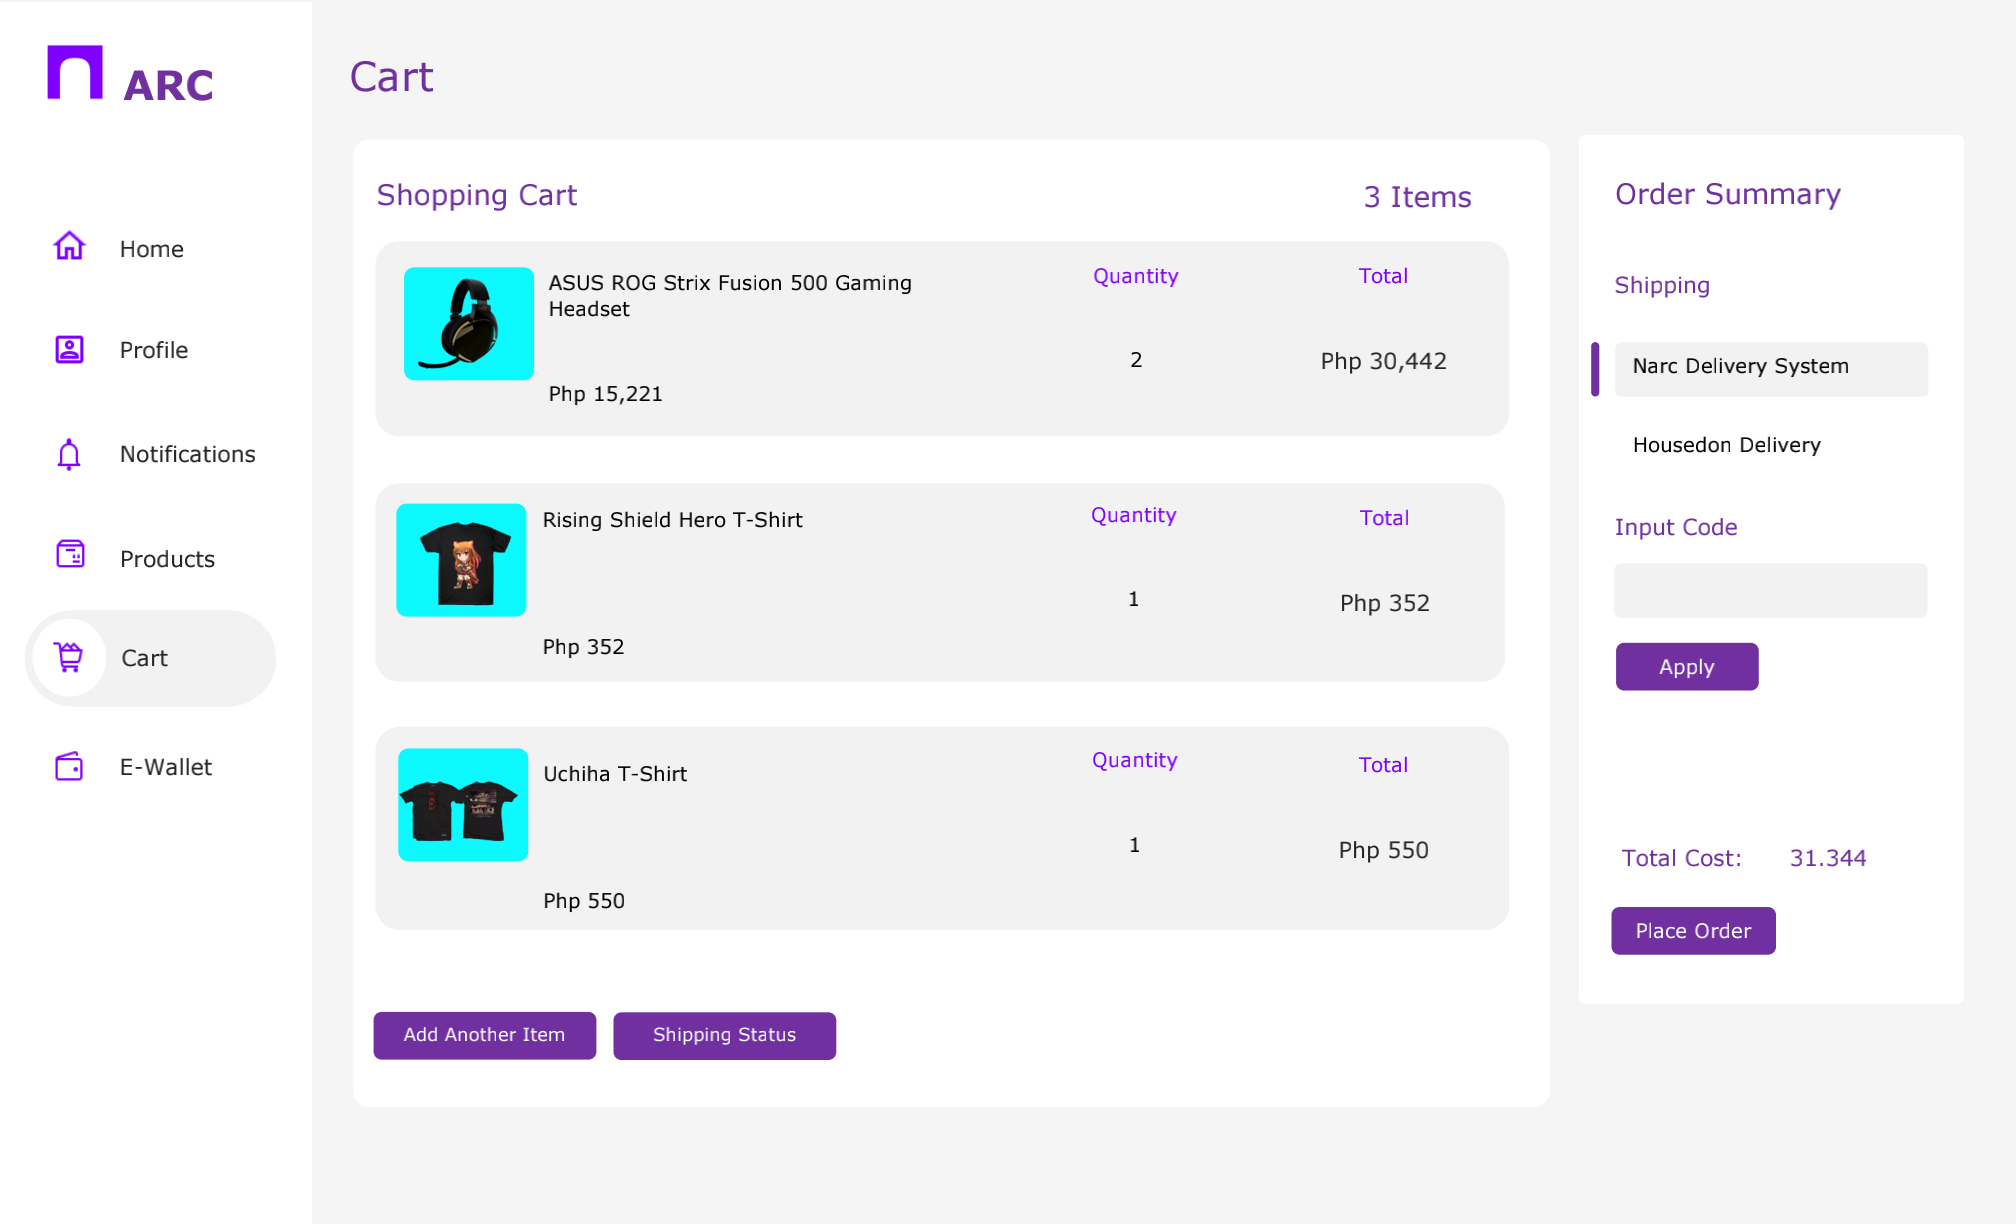 ARC
Home
Profile
Notifications
Products
Cart
E-Wallet
Cart
Shopping Cart
3 Items
ASUS ROG Strix Fusion 500 Gaming
Headset
Php 15,221
Quantity
2
Total
Php 30,442
Rising Shield Hero T-Shirt
Php 352
Quantity
1
Total
Php 352
Uchiha T-Shirt
Php 550
Quantity
1
Total
Php 550
Add Another Item
Shipping Status
Order Summary
Shipping
Narc Delivery System
Housedon Delivery
Input Code
Apply
Total Cost: 31.344
Place Order